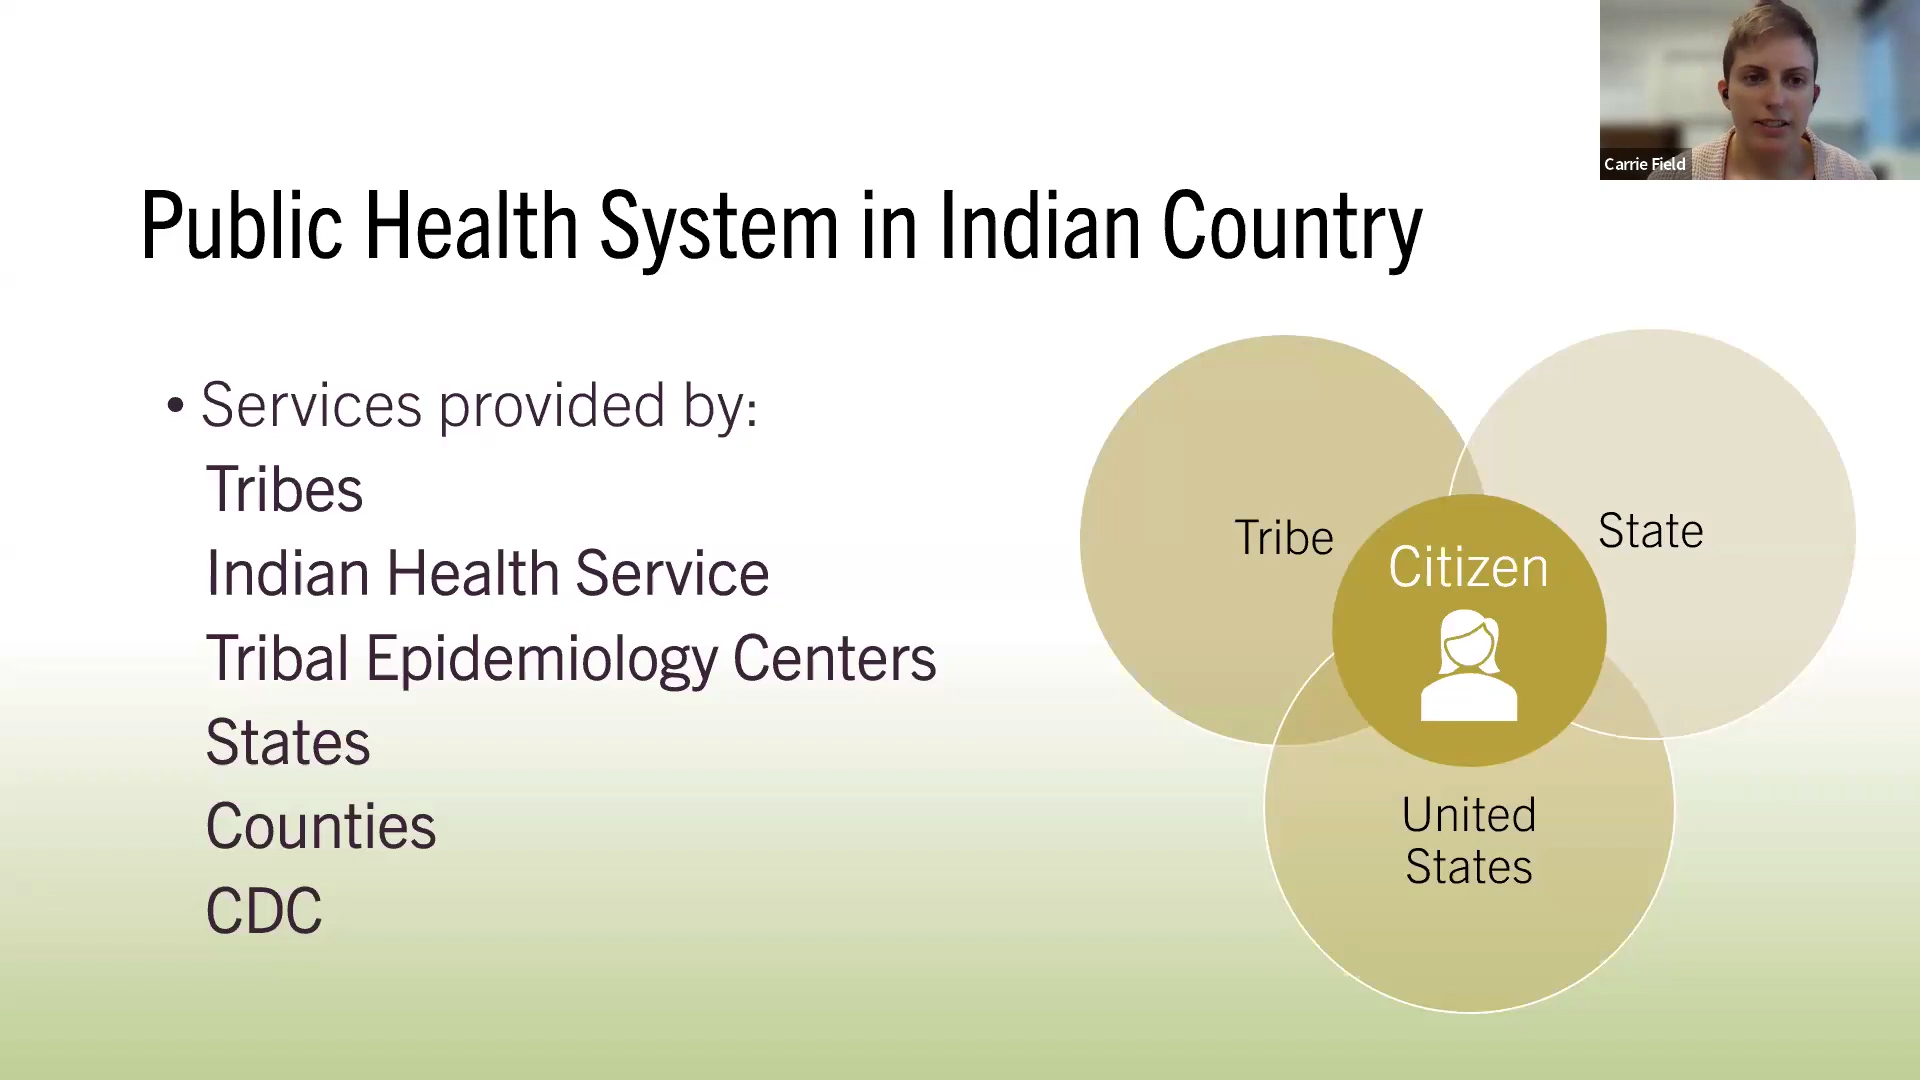 Carrie Field
Public Health System in Indian Country
• Services provided by:
Tribes
Indian Health Service
Tribal Epidemiology Centers
States
Counties
CDC
Tribe
State
Citizen
United
States